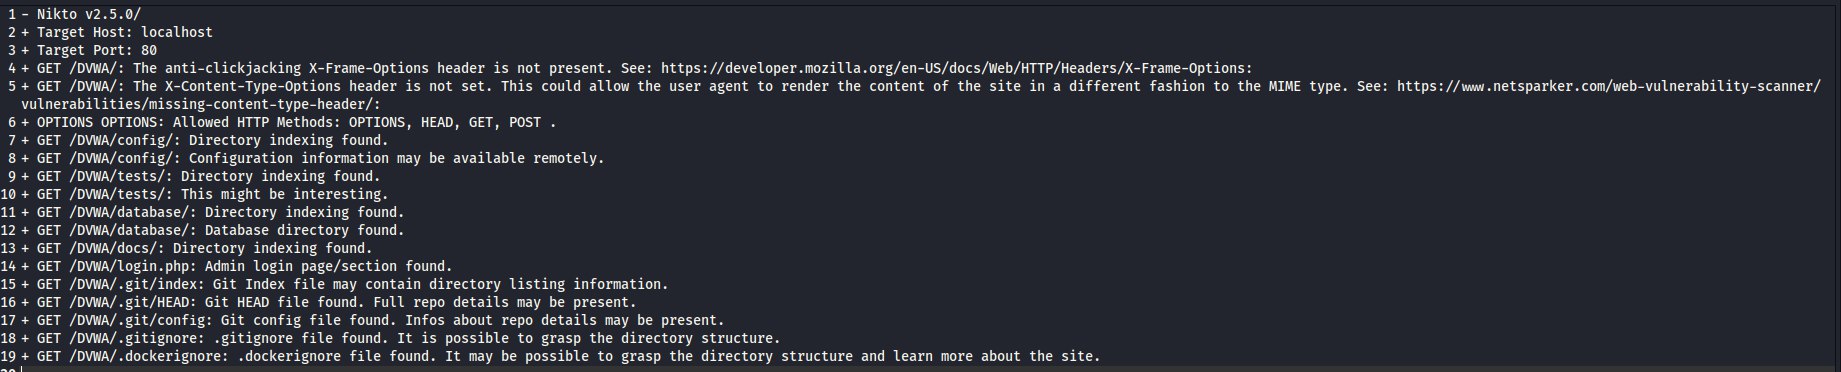 1 - Nikto v2.5.0/
2 + Target Host: localhost
3 + Target Port: 80
4 + GET /DVWA/: The anti-clickjacking X-Frame-Options header is not present. See: https://developer.mozilla.org/en-US/docs/Web/HTTP/Headers/X-Frame-Options:
5 + GET /DVWA/: The X-Content-Type-Options header is not set. This could allow the user agent to render the content of the site in a different fashion to the MIME type. See: https://www.netsparker.com/web-vulnerability-scanner/
vulnerabilities/missing-content-type-header/:
6 + OPTIONS OPTIONS: Allowed HTTP Methods: OPTIONS, HEAD, GET, POST .
7 + GET /DVWA/config/: Directory indexing found.
8 + GET /DVWA/config/: Configuration information may be available remotely.
9 + GET /DVWA/tests/: Directory indexing found.
10 + GET /DVWA/tests/: This might be interesting.
11 + GET /DVWA/database/: Directory indexing found.
12 + GET /DVWA/database/: Database directory found.
13 + GET /DVWA/docs/: Directory indexing found.
14 + GET /DVWA/login.php: Admin login page/section found.
15 + GET /DVWA/.git/index: Git Index file may contain directory listing information.
16 + GET /DVWA/.git/HEAD: Git HEAD file found. Full repo details may be present.
17 + GET /DVWA/.git/config: Git config file found. Infos about repo details may be present.
18 + GET /DVWA/.gitignore: .gitignore file found. It is possible to grasp the directory structure.
19 + GET /DVWA/.dockerignore: .dockerignore file found. It may be possible to grasp the directory structure and learn more about the site.